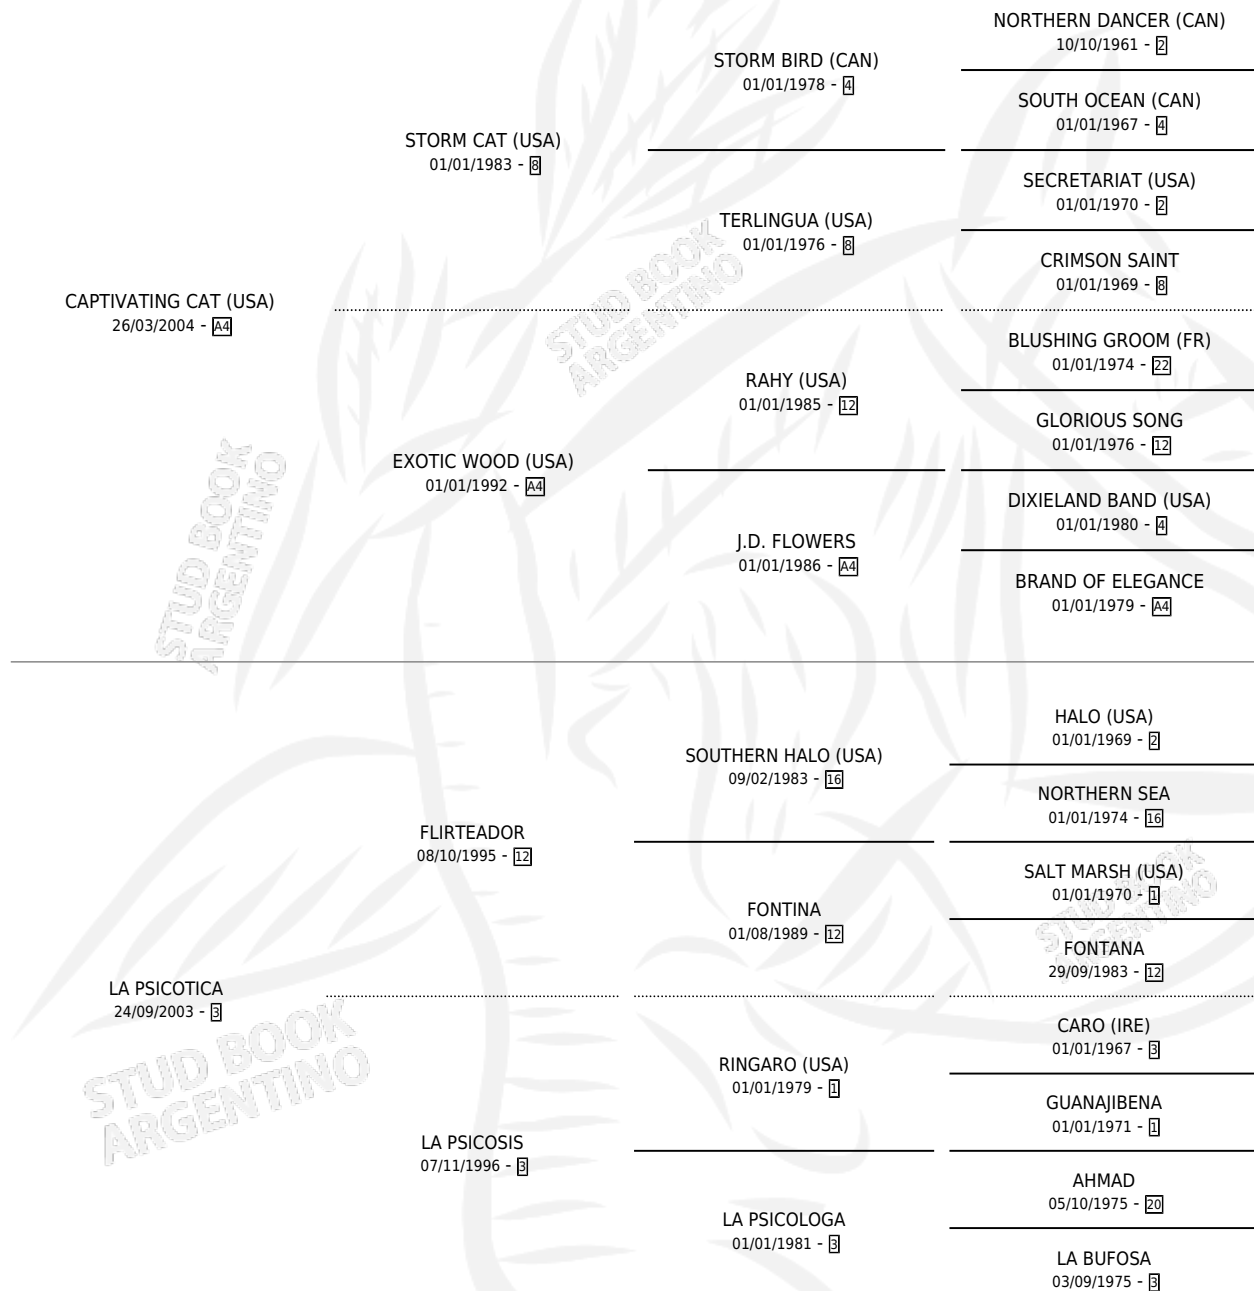 NORTHERN DANCER (CAN)
10/10/1961 - 2
STORM BIRD (CAN)
01/01/1978 - 4
SOUTH OCEAN (CAN)
01/01/1967 - 4
STORM CAT (USA)
01/01/1983 - 8
SECRETARIAT (USA)
01/01/1970 - 2
TERLINGUA (USA)
01/01/1976 - 8
CRIMSON SAINT
01/01/1969 - 8
CAPTIVATING CAT (USA)
26/03/2004 - A4
BLUSHING GROOM (FR)
01/01/1974 - 22
RAHY (USA)
01/01/1985 - 12
GLORIOUS SONG
01/01/1976 - 12
EXOTIC WOOD (USA)
01/01/1992 - A4
DIXIELAND BAND (USA)
01/01/1980 - 4
J.D. FLOWERS
01/01/1986 - A4
BRAND OF ELEGANCE
01/01/1979 - A4
HALO (USA)
01/01/1969 - 2
SOUTHERN HALO (USA)
09/02/1983 - 16
NORTHERN SEA
01/01/1974 - 16
FLIRTEADOR
08/10/1995 - 12
SALT MARSH (USA)
01/01/1970 - 1
FONTINA
01/08/1989 - 12
FONTANA
29/09/1983 - 12
LA PSICOTICA
24/09/2003 - 3
CARO (IRE)
01/01/1967 - 3
RINGARO (USA)
01/01/1979 - 1
GUANAJIBENA
01/01/1971 - 1
LA PSICOSIS
07/11/1996 - 3
AHMAD
05/10/1975 - 20
LA PSICOLOGA
01/01/1981 - 3
LA BUFOSA
03/09/1975 - 3
STUD BOOK
ARGENTINO
STUD BOOK
ARGENTINO
STUD BOOK
ARGENTINO
STUD BOOK
ARGENTINO